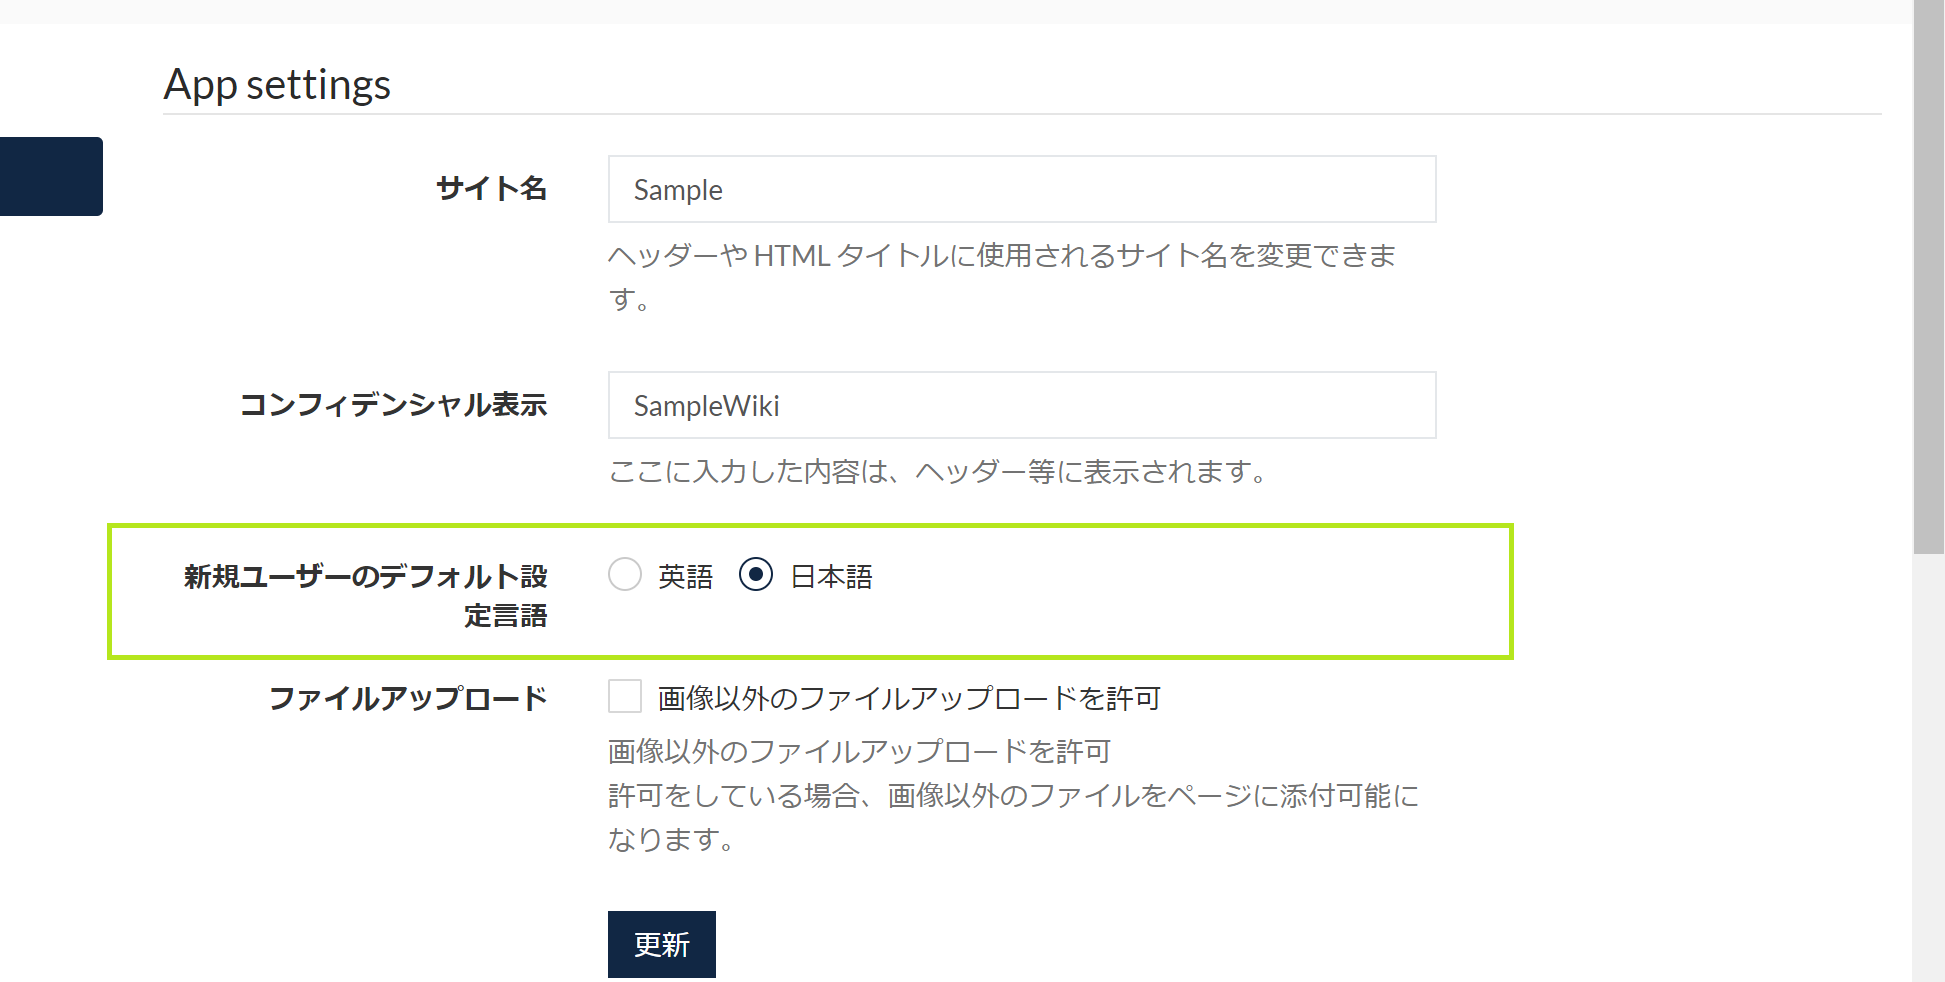 App settings
サイト名
Sample
ヘッダーや HTML タイトルに使用されるサイト名を変更できま
す。
コンフィデンシャル表示
SampleWiki
ここに入力した内容は、ヘッダー等に表示されます。
新規ユーザーのデフォルト設
定言語
英語 日本語
ファイルアップロード
画像以外のファイルアップロードを許可
画像以外のファイルアップロードを許可
許可をしている場合、画像以外のファイルをページに添付可能に
なります。
更新